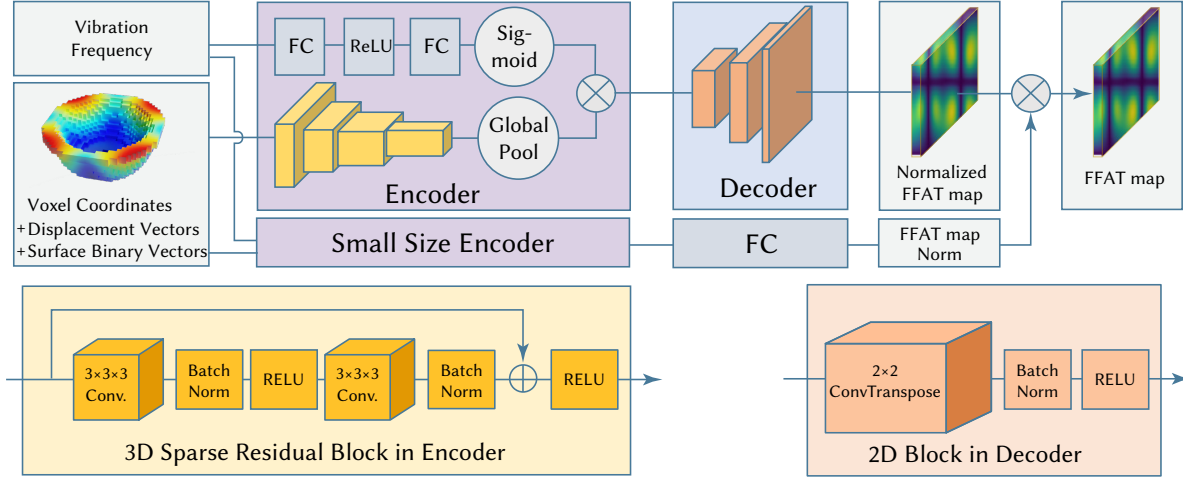 Vibration
Frequency
FC
ReLU
FC
Sig-
moid
Global
Pool
Encoder
Decoder
Normalized
FFAT map
FFAT map
Voxel Coordinates
+Displacement Vectors
+Surface Binary Vectors
Small Size Encoder
FC
FFAT map
Norm
3×3×3
Conv.
Batch
Norm
RELU
3×3×3
Conv.
Batch
Norm
RELU
3D Sparse Residual Block in Encoder
2×2
ConvTranspose
Batch
Norm
RELU
2D Block in Decoder